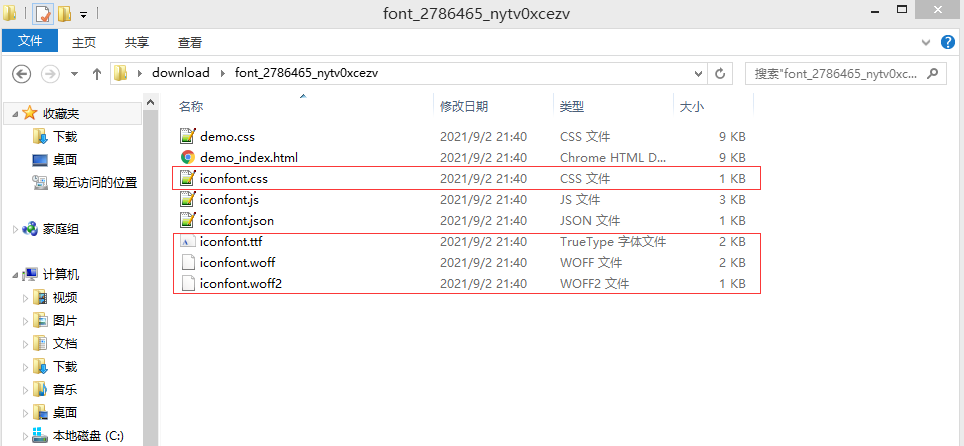 font_2786465_nytv0xcezv
文件 主页 共享 查看
download font_2786465_nytv0xcezv 搜索"font_2786465_nytv0xc...
名称 修改日期 类型 大小
收藏夹
下载
桌面
最近访问的位置
家庭组
计算机
视频
图片
文档
下载
音乐
桌面
本地磁盘 (C:)
demo.css 2021/9/2 21:40 CSS 文件 9 KB
demo_index.html 2021/9/2 21:40 Chrome HTML D... 9 KB
iconfont.css 2021/9/2 21:40 CSS 文件 1 KB
iconfont.js 2021/9/2 21:40 JS 文件 3 KB
iconfont.json 2021/9/2 21:40 JSON 文件 1 KB
iconfont.ttf 2021/9/2 21:40 TrueType 字体文件 2 KB
iconfont.woff 2021/9/2 21:40 WOFF 文件 2 KB
iconfont.woff2 2021/9/2 21:40 WOFF2 文件 1 KB